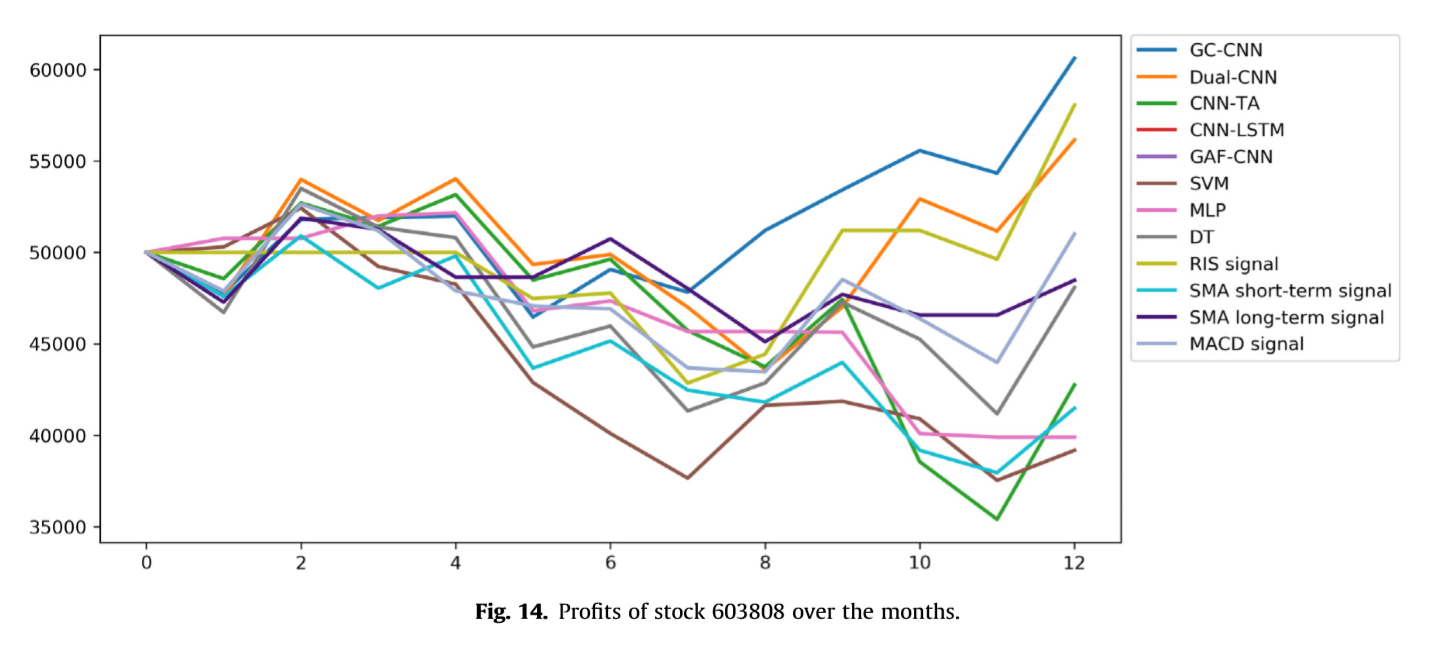 60000
55000
50000
45000
40000
35000
0 2 4 6 8 10 12
GC-CNN
Dual-CNN
CNN-TA
CNN-LSTM
GAF-CNN
SVM
MLP
DT
RIS signal
SMA short-term signal
SMA long-term signal
MACD signal
Fig. 14. Profits of stock 603808 over the months.